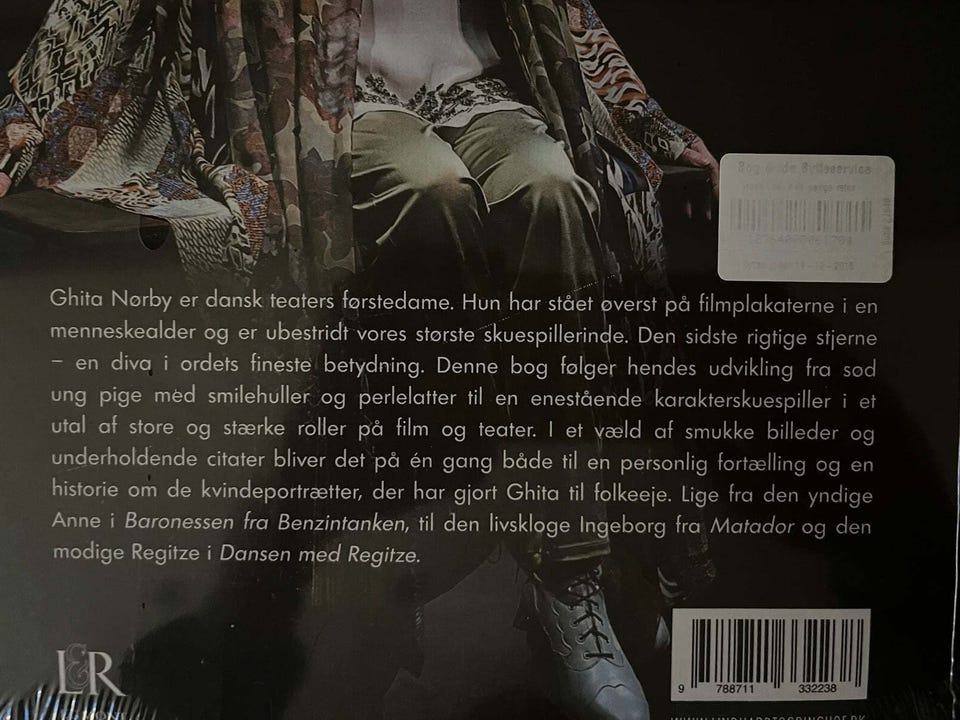 Bog & Ide Bytteservice
Ghita Nørby er dansk teaters førstedame. Hun har stået øverst på filmplakaterne i en
menneskealder og er ubestridt vores største skuespillerinde. Den sidste rigtige stjerne
– en diva i ordets fineste betydning. Denne bog følger hendes udvikling fra sød
ung pige med smilehuller og perlelatter til en enestående karakterskuespiller i et
utal af store og stærke roller på film og teater. I et væld af smukke billeder og
underholdende citater bliver det på én gang både til en personlig fortælling og en
historie om de kvindeportrætter, der har gjort Ghita til folkeeje. Lige fra den yndige
Anne i Baronessen fra Benzintanken, til den livskloge Ingeborg fra Matador og den
modige Regitze i Dansen med Regitze.
L&R
9 788711 332238